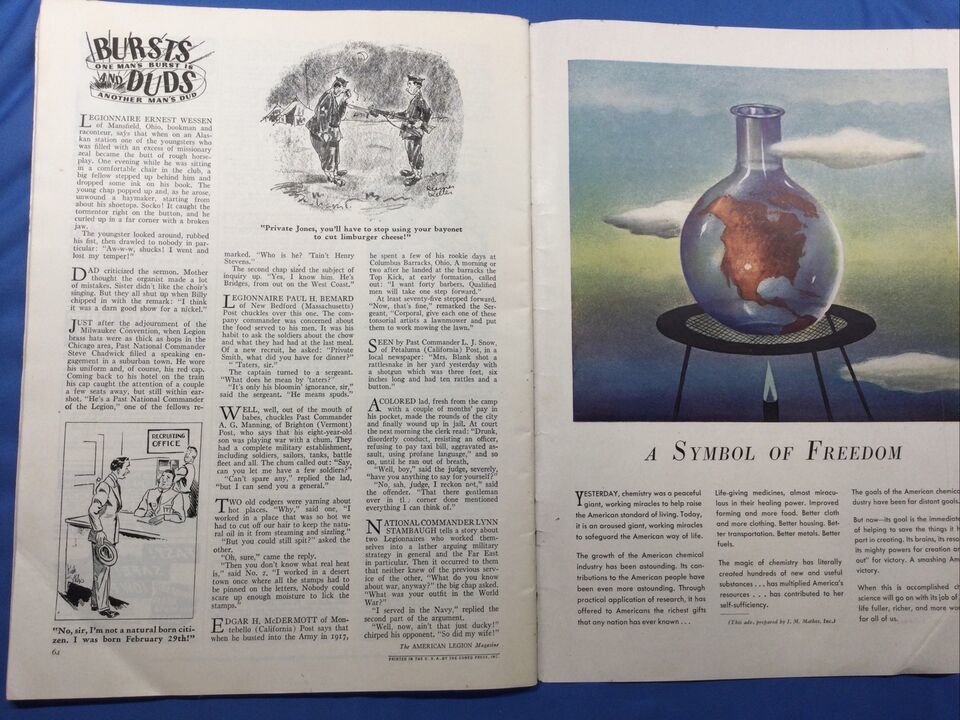 BURSTS
ONE MAN'S BURST IS
AND DUDS
ANOTHER MAN'S DUD
LEGIONNAIRE ERNEST WESSEN
of Mansfield, Ohio, bookman and
raconteur, says that when on an Alas-
kan station one of the youngsters who
was filled with an excess of missionary
zeal became the butt of rough horse-
play. One evening while he was sitting
in a comfortable chair in the club, a
big fellow stepped up behind him and
dropped some ink on his book. The
young chap popped up and, as he arose,
unwound a haymaker, starting from
about his shoetops. Socko! It caught the
tormentor right on the button, and he
curled up in a far corner with a broken
jaw.
The youngster looked around, rubbed
his fist, then drawled to nobody in par-
ticular: "Aw-w-w, shucks! I went and
lost my temper!"
DAD criticized the sermon. Mother
thought the organist made a lot
of mistakes. Sister didn't like the choir's
singing. But they all shut up when Billy
chipped in with the remark: "I think
it was a darn good show for a nickel."
JUST after the adjournment of the
Milwaukee Convention, when Legion
brass hats were as thick as hops in the
Chicago area, Past National Commander
Steve Chadwick filled a speaking en-
gagement in a suburban town. He wore
his uniform and, of course, his red cap.
Coming back to his hotel on the train
his cap caught the attention of a couple
a few seats away, but still within ear-
shot. "He's a Past National Commander
of the Legion," one of the fellows re-
RECRUITING
OFFICE
"No, sir, I'm not a natural born citi-
zen. I was born February 29th!"
64
"Private Jones, you'll have to stop using your bayonet
to cut limburger cheese!"
marked. "Who is he? 'Tain't Henry
Stevens."
The second chap sized the subject of
inquiry up. "Yes, I know him. He's
Bridges, from out on the West Coast."
LEGIONNAIRE PAUL H. BEMARD
of New Bedford (Massachusetts)
Post chuckles over this one. The com-
pany commander was concerned about
the food served to his men. It was his
habit to ask the soldiers about the chow
and what they had had at the last meal.
Of a new recruit, he asked: "Private
Smith, what did you have for dinner?"
"Taters, sir."
The captain turned to a sergeant.
"What does he mean by 'taters?'"
"It's only his bloomin' ignorance, sir,"
said the sergeant. "He means spuds."
WELL, well, out of the mouth of
babes, chuckles Past Commander
A. G. Manning, of Brighton (Vermont)
Post, who says that his eight-year-old
son was playing war with a chum. They
had a complete military establishment,
including soldiers, sailors, tanks, battle
fleet and all. The chum called out: "Say,
can you let me have a few soldiers?"
"Can't spare any," replied the lad,
"but I can send you a general."
TWO old codgers were yarning about
hot places. "Why," said one, "I
worked in a place that was so hot we
had to cut off our hair to keep the natu-
ral oil in it from steaming and sizzling."
"But you could still spit?" asked the
other.
"Oh, sure," came the reply.
"Then you don't know what real heat
is," said No. 2. "I worked in a desert
town once where all the stamps had to
be pinned on the letters. Nobody could
scare up enough moisture to lick the
stamps."
EDGAR H. McDERMOTT of Mon-
tebello (California) Post says that
when he busted into the Army in 1917,
he spent a few of his rookie days at
Columbus Barracks, Ohio. A morning or
two after he landed at the barracks the
Top Kick, at early formation, called
out: "I want forty barbers. Qualified
men will take one step forward."
At least seventy-five stepped forward.
"Now, that's fine," remarked the Ser-
geant, "Corporal, give each one of these
tonsorial artists a lawnmower and put
them to work mowing the lawn."
SEEN by Past Commander L. J. Snow,
of Petaluma (California) Post, in a
local newspaper: "Mrs. Blank shot a
rattlesnake in her yard yesterday with
a shotgun which was three feet, six
inches long and had ten rattles and a
button."
A COLORED lad, fresh from the camp
with a couple of months' pay in
his pocket, made the rounds of the city
and finally wound up in jail. At court
the next morning the clerk read: "Drunk,
disorderly conduct, resisting an officer,
refusing to pay taxi bill, aggravated as-
sault, using profane language," and so
on, until he ran out of breath.
"Well, boy," said the judge, severely,
"have you anything to say for yourself?"
"No, sah, judge, I reckon not," said
the offender. "That there gentleman
over in th' corner done mentioned
everything I can think of."
NATIONAL COMMANDER LYNN
STAMBAUGH tells a story about
two Legionnaires who worked them-
selves into a lather arguing military
strategy in general and the Far East
in particular. Then it occurred to them
that neither knew of the previous serv-
ice of the other. "What do you know
about war, anyway?" the big chap asked.
"What was your outfit in the World
War?"
"I served in the Navy," replied the
second part of the argument.
"Well, now, ain't that just ducky!"
chirped his opponent. "So did my wife!"
The AMERICAN LEGION Magazine
PRINTED IN THE U. S. A. BY THE CUNEO PRESS, INC.
A SYMBOL OF FREEDOM
YESTERDAY, chemistry was a peaceful
giant, working miracles to help raise
the American standard of living. Today,
it is an aroused giant, working miracles
to safeguard the American way of life.
The growth of the American chemical
industry has been astounding. Its con-
tributions to the American people have
been even more astounding. Through
practical application of research, it has
offered to Americans the richest gifts
that any nation has ever known . . .
Life-giving medicines, almost miracu-
lous in their healing power. Improved
farming and more food. Better cloth
and more clothing. Better housing. Bet-
ter transportation. Better metals. Better
fuels.
The magic of chemistry has literally
created hundreds of new and useful
substances . . . has multiplied America's
resources . . . has contributed to her
self-sufficiency.
(This adv. prepared by J. M. Mathes, Inc.)
The goals of the American chemica
dustry have been far distant goals.
But now—its goal is the immediate
of helping to save the things it h
part in creating. Its brains, its resou
its mighty powers for creation ar
out" for victory. A smashing Am
victory.
When this is accomplished ch
science will go on with its job of
life fuller, richer, and more wor
for all of us.